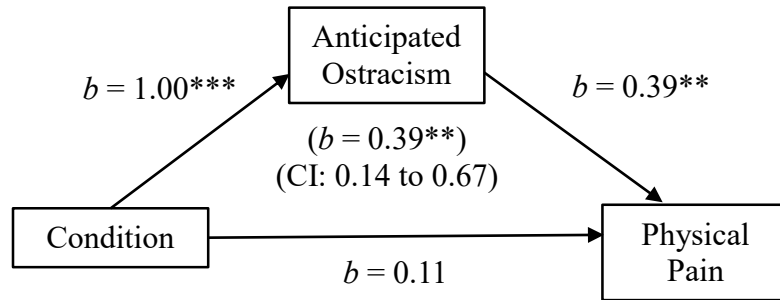 Anticipated
Ostracism
b = 1.00***
b = 0.39**
(b = 0.39**)
(CI: 0.14 to 0.67)
Condition
Physical
Pain
b = 0.11